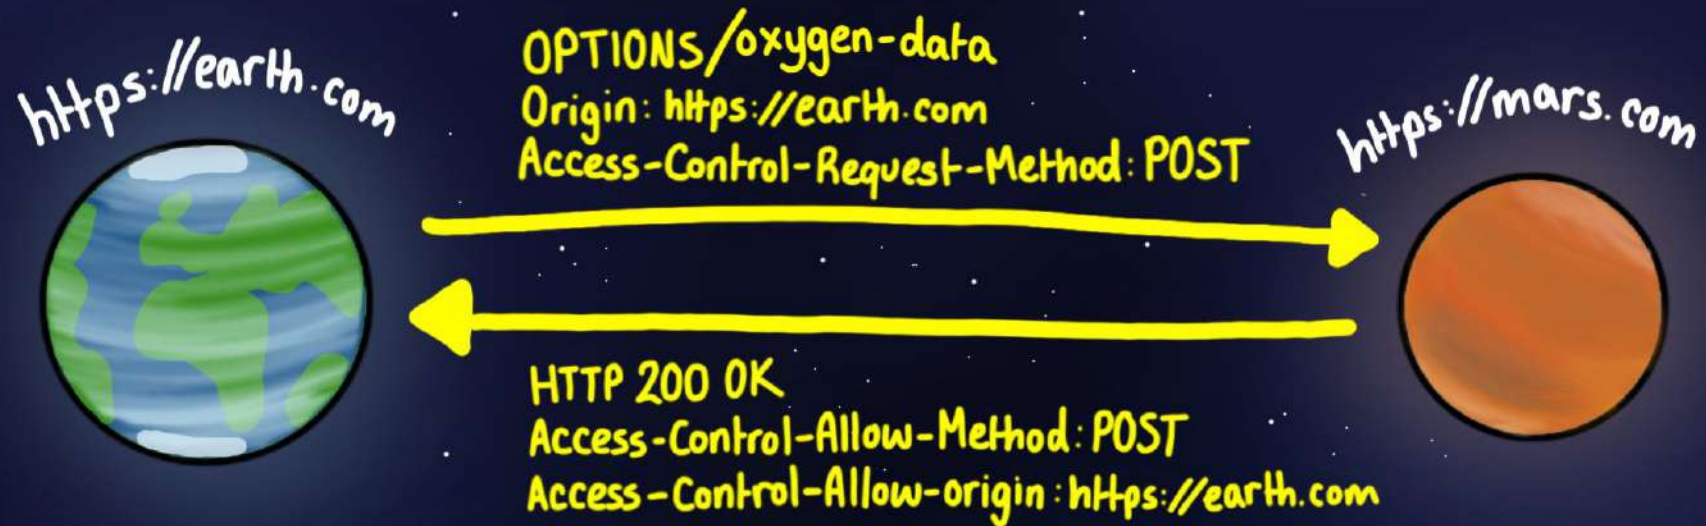 https://earth.com
OPTIONS/oxygen-data
Origin: https://earth.com
Access-Control-Request-Method: POST
https://mars.com
HTTP 200 OK
Access-Control-Allow-Method: POST
Access-Control-Allow-origin: https://earth.com